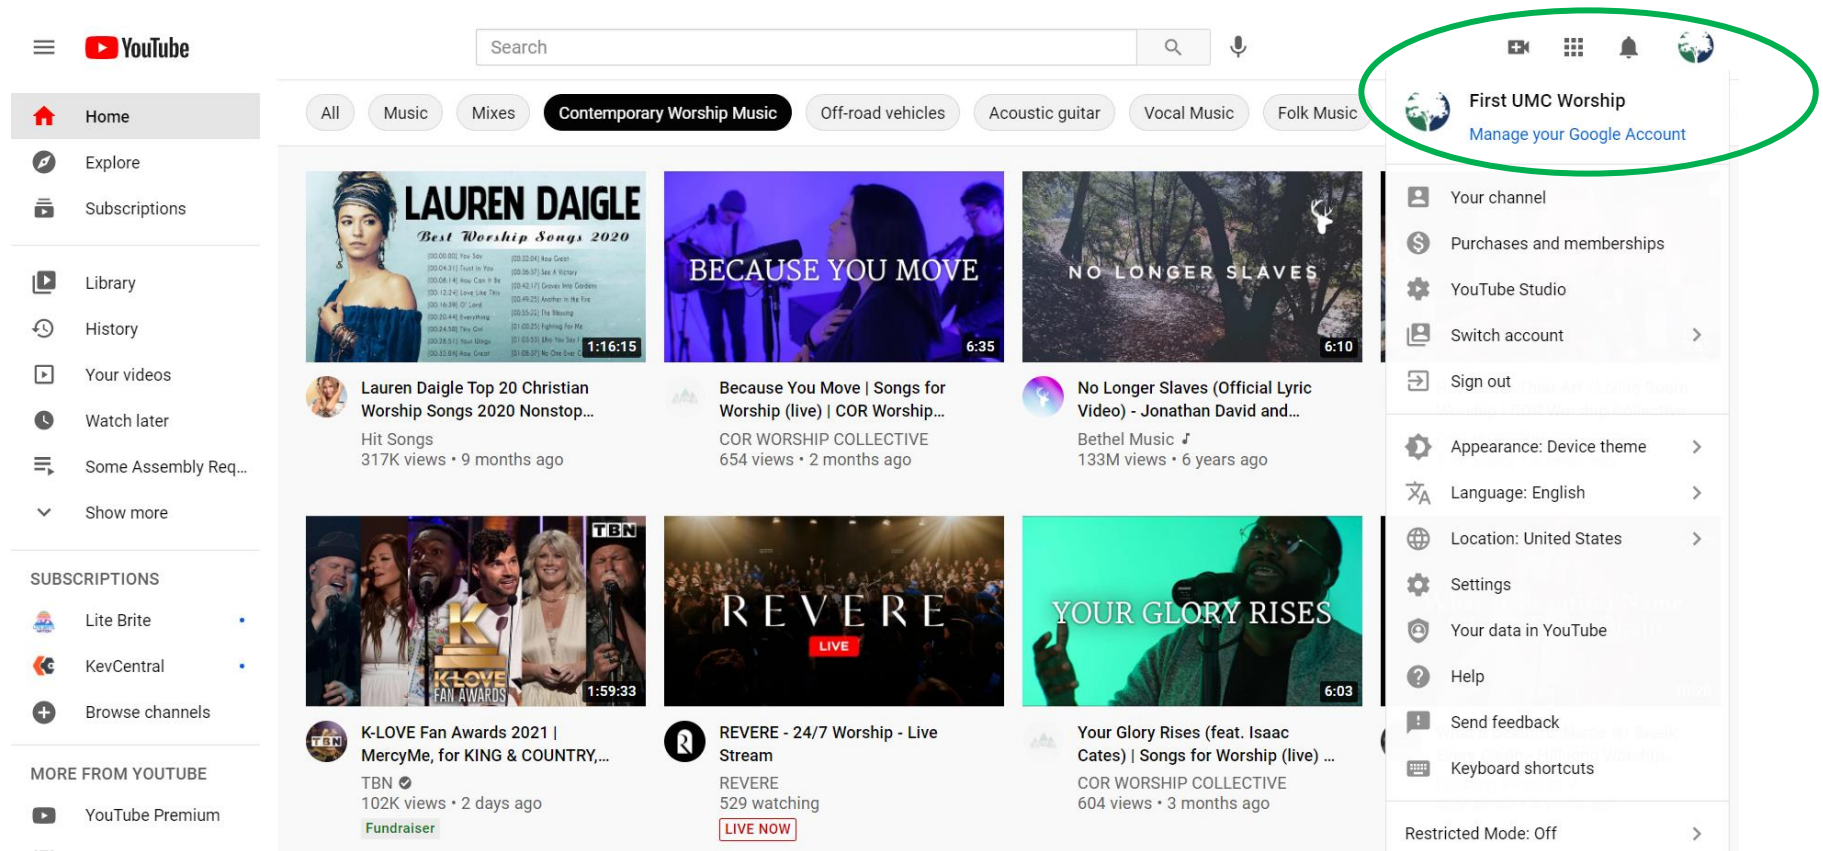 YouTube
Search
Home
Explore
Subscriptions
Library
History
Your videos
Watch later
Some Assembly Req...
Show more
SUBSCRIPTIONS
Lite Brite
KevCentral
Browse channels
MORE FROM YOUTUBE
YouTube Premium
All
Music
Mixes
Contemporary Worship Music
Off-road vehicles
Acoustic guitar
Vocal Music
Folk Music
LAUREN DAIGLE
Best Worship Songs 2020
1:16:15
Lauren Daigle Top 20 Christian
Worship Songs 2020 Nonstop...
Hit Songs
317K views • 9 months ago
BECAUSE YOU MOVE
6:35
Because You Move | Songs for
Worship (live) | COR Worship...
COR WORSHIP COLLECTIVE
654 views • 2 months ago
NO LONGER SLAVES
6:10
No Longer Slaves (Official Lyric
Video) - Jonathan David and...
Bethel Music
133M views • 6 years ago
TBN
K
K-LOVE
FAN AWARDS
1:59:33
TBN
K-LOVE Fan Awards 2021 |
MercyMe, for KING & COUNTRY,...
TBN
102K views • 2 days ago
Fundraiser
REVERE
LIVE
R
REVERE - 24/7 Worship - Live
Stream
REVERE
529 watching
LIVE NOW
YOUR GLORY RISES
6:03
Your Glory Rises (feat. Isaac
Cates) | Songs for Worship (live) ...
COR WORSHIP COLLECTIVE
604 views • 3 months ago
First UMC Worship
Manage your Google Account
Your channel
Purchases and memberships
YouTube Studio
Switch account
Sign out
Appearance: Device theme
Language: English
Location: United States
Settings
Your data in YouTube
Help
Send feedback
Keyboard shortcuts
Restricted Mode: Off